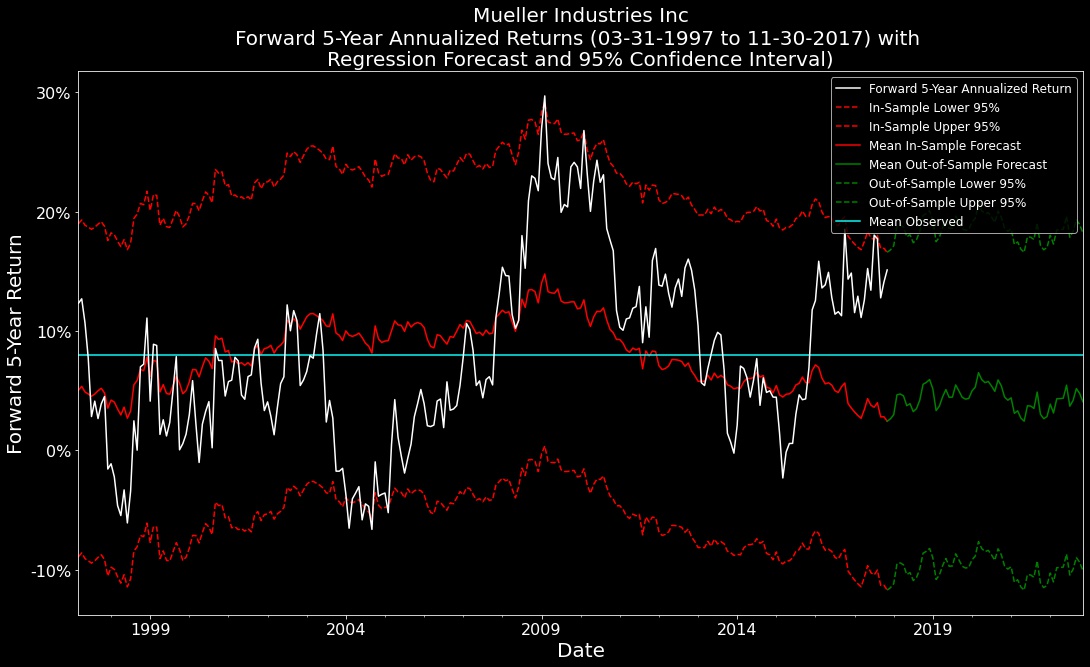 Mueller Industries Inc
Forward 5-Year Annualized Returns (03-31-1997 to 11-30-2017) with
Regression Forecast and 95% Confidence Interval)
Forward 5-Year Annualized Return
In-Sample Lower 95%
In-Sample Upper 95%
Mean In-Sample Forecast
Mean Out-of-Sample Forecast
Out-of-Sample Lower 95%
Out-of-Sample Upper 95%
Mean Observed
Forward 5-Year Return
30%
20%
10%
0%
-10%
1999
2004
2009
2014
2019
Date